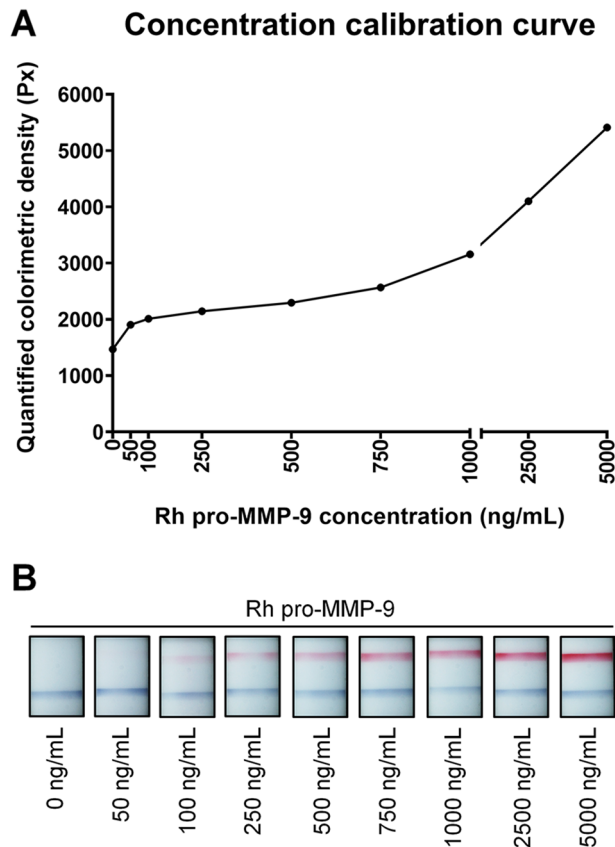 A
Concentration calibration curve
Quantified colorimetric density (Px)
6000
5000
4000
3000
2000
1000
0
0
50
100
250
500
750
1000
25000
5000
Rh pro-MMP-9 concentration (ng/mL)
B
Rh pro-MMP-9
0 ng/mL
50 ng/mL
100 ng/mL
250 ng/mL
500 ng/mL
750 ng/mL
1000 ng/mL
2500 ng/mL
5000 ng/mL